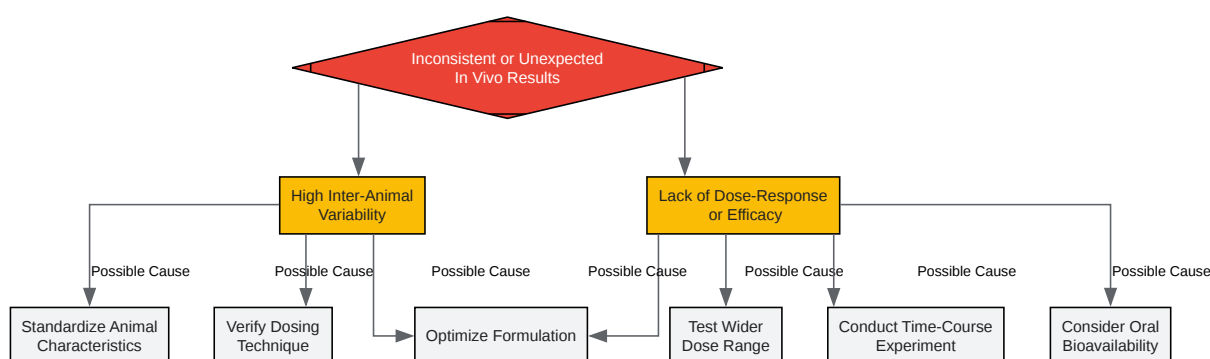 Inconsistent or Unexpected
In Vivo Results
High Inter-Animal
Variability
Lack of Dose-Response
or Efficacy
Possible Cause
Possible Cause
Possible Cause
Possible Cause
Possible Cause
Possible Cause
Possible Cause
Standardize Animal
Characteristics
Verify Dosing
Technique
Optimize Formulation
Test Wider
Dose Range
Conduct Time-Course
Experiment
Consider Oral
Bioavailability